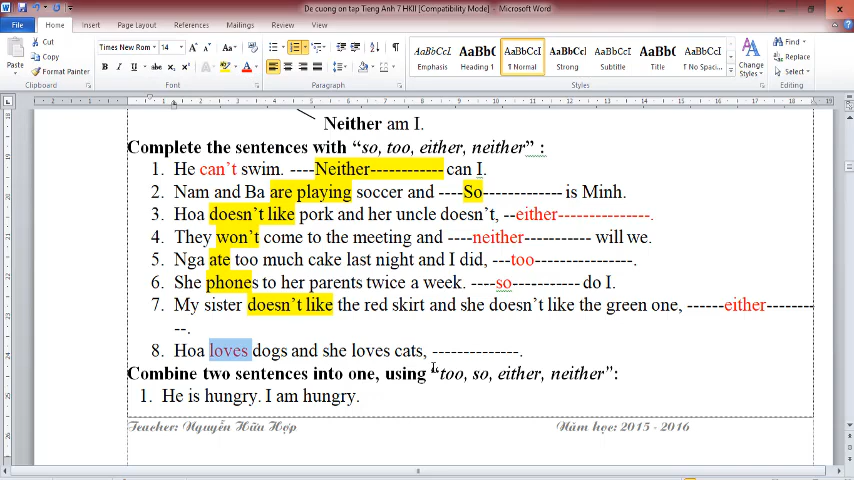 De cuong on tap Tieng Anh 7 HKII [Compatibility Mode] - Microsoft Word
File Home Insert Page Layout References Mailings Review View
Paste Cut Copy Format Painter Clipboard
Times New Rom 14 Font
Paragraph
AaBbCcI AaBbC AaBbCcI AaBbCcI AaBbCcI AaBbC AaBbCcI
Emphasis Heading 1 ¶ Normal Strong Subtitle Title ¶ No Spaci...
Change Styles Styles
Find Replace Select Editing
Neither am I.
Complete the sentences with “so, too, either, neither” :
1. He can’t swim. ----Neither------------ can I.
2. Nam and Ba are playing soccer and ----So------------- is Minh.
3. Hoa doesn’t like pork and her uncle doesn’t, --either---------------.
4. They won’t come to the meeting and ----neither----------- will we.
5. Nga ate too much cake last night and I did, ---too----------------.
6. She phones to her parents twice a week. ----so----------- do I.
7. My sister doesn’t like the red skirt and she doesn’t like the green one, ------either--------
--.
8. Hoa loves dogs and she loves cats, --------------.
Combine two sentences into one, using “too, so, either, neither”:
1. He is hungry. I am hungry.
Teacher: Nguyễn Hữu Hợp Năm học: 2015 - 2016